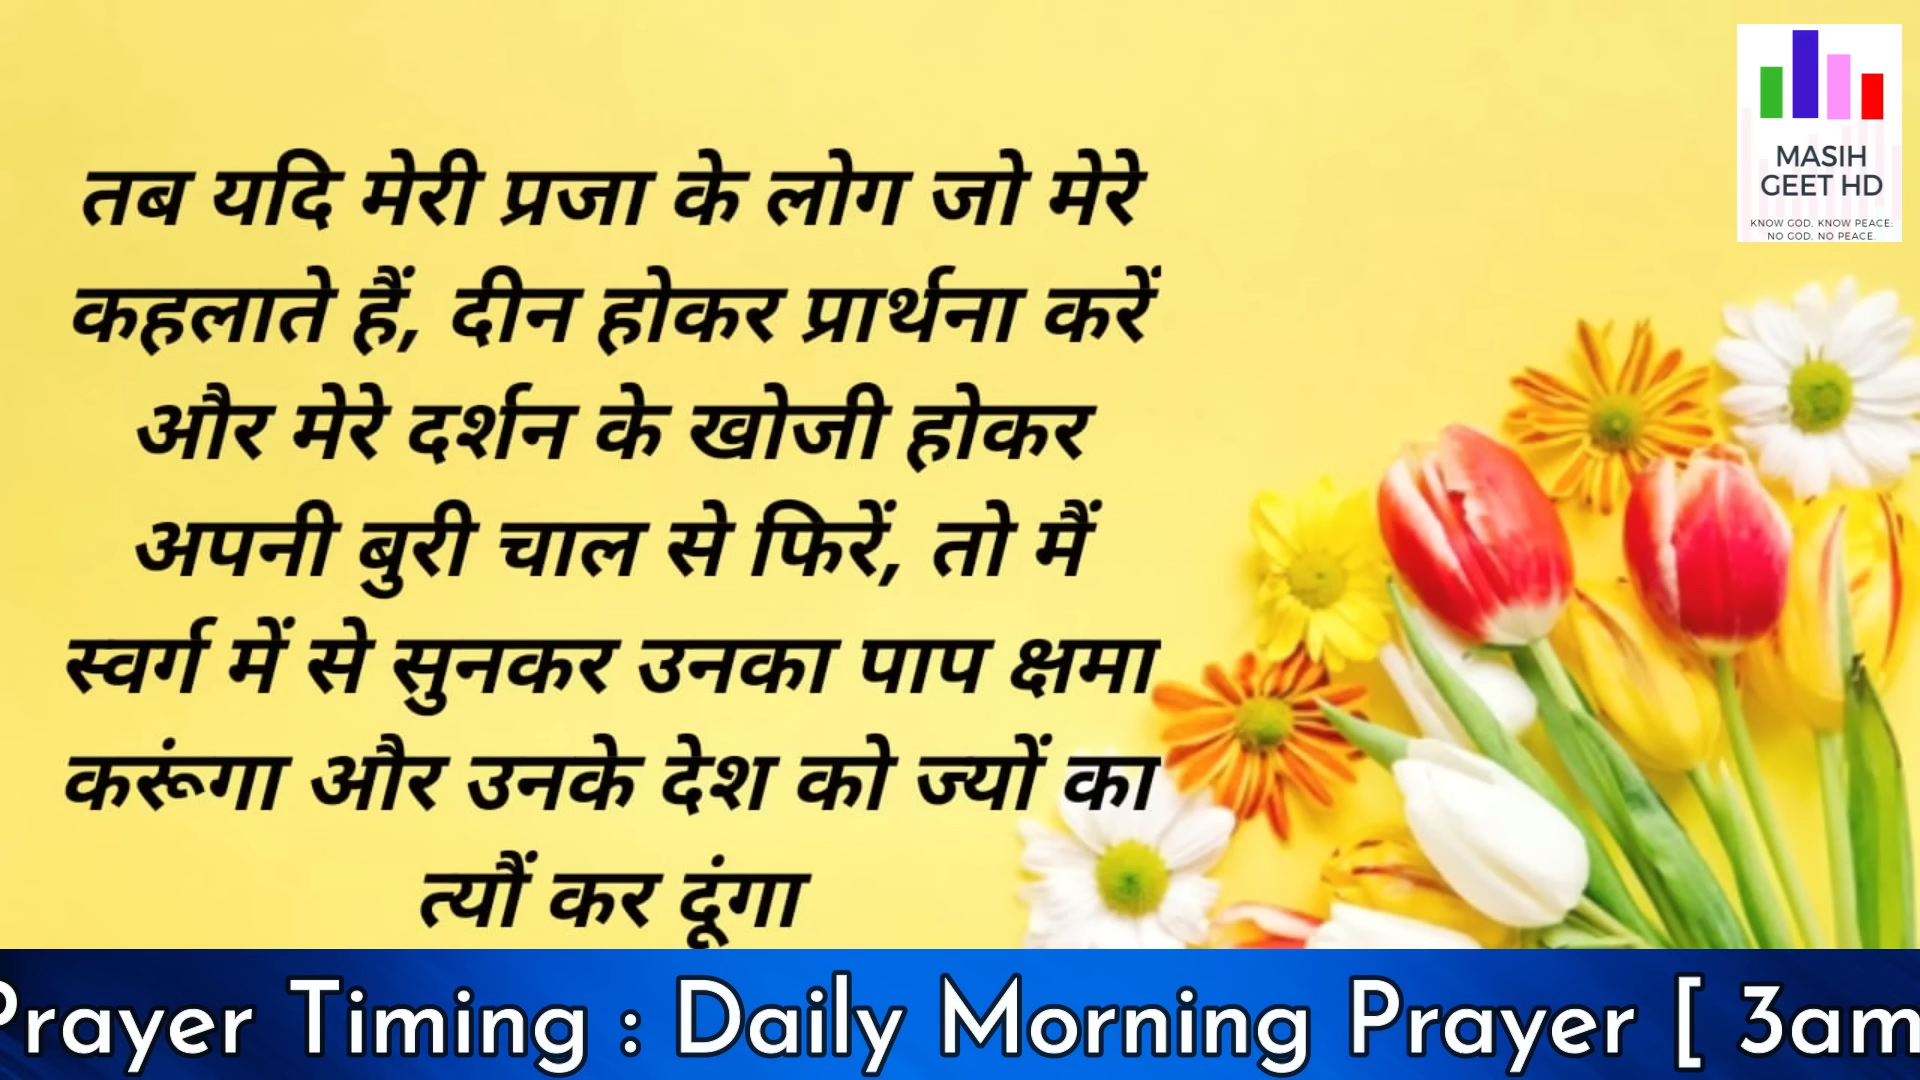 तब यदि मेरी प्रजा के लोग जो मेरे
कहलाते हैं, दीन होकर प्रार्थना करें
और मेरे दर्शन के खोजी होकर
अपनी बुरी चाल से फिरें, तो मैं
स्वर्ग में से सुनकर उनका पाप क्षमा
करूंगा और उनके देश को ज्यों का
त्यौं कर दूंगा
MASIH
GEET HD
KNOW GOD. KNOW PEACE:
NO GOD. NO PEACE.
Prayer Timing : Daily Morning Prayer [ 3am